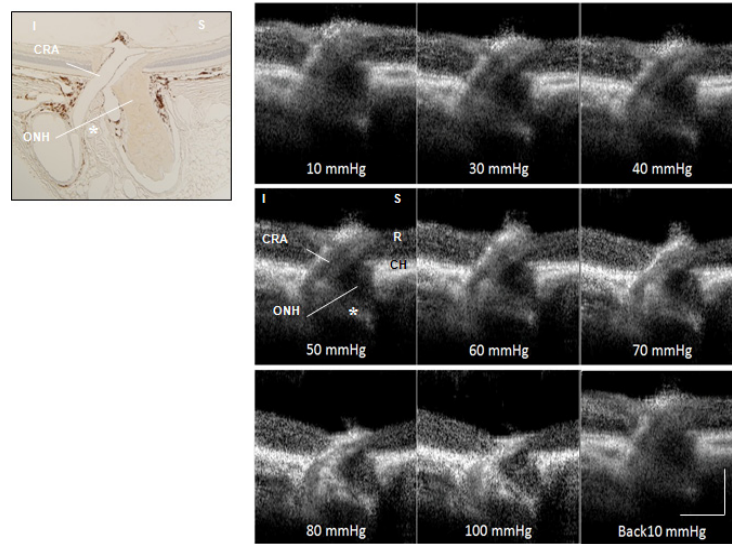 I S
CRA
ONH
*
10 mmHg
30 mmHg
40 mmHg
I S
CRA
R
CH
ONH
*
50 mmHg
60 mmHg
70 mmHg
80 mmHg
100 mmHg
Back10 mmHg